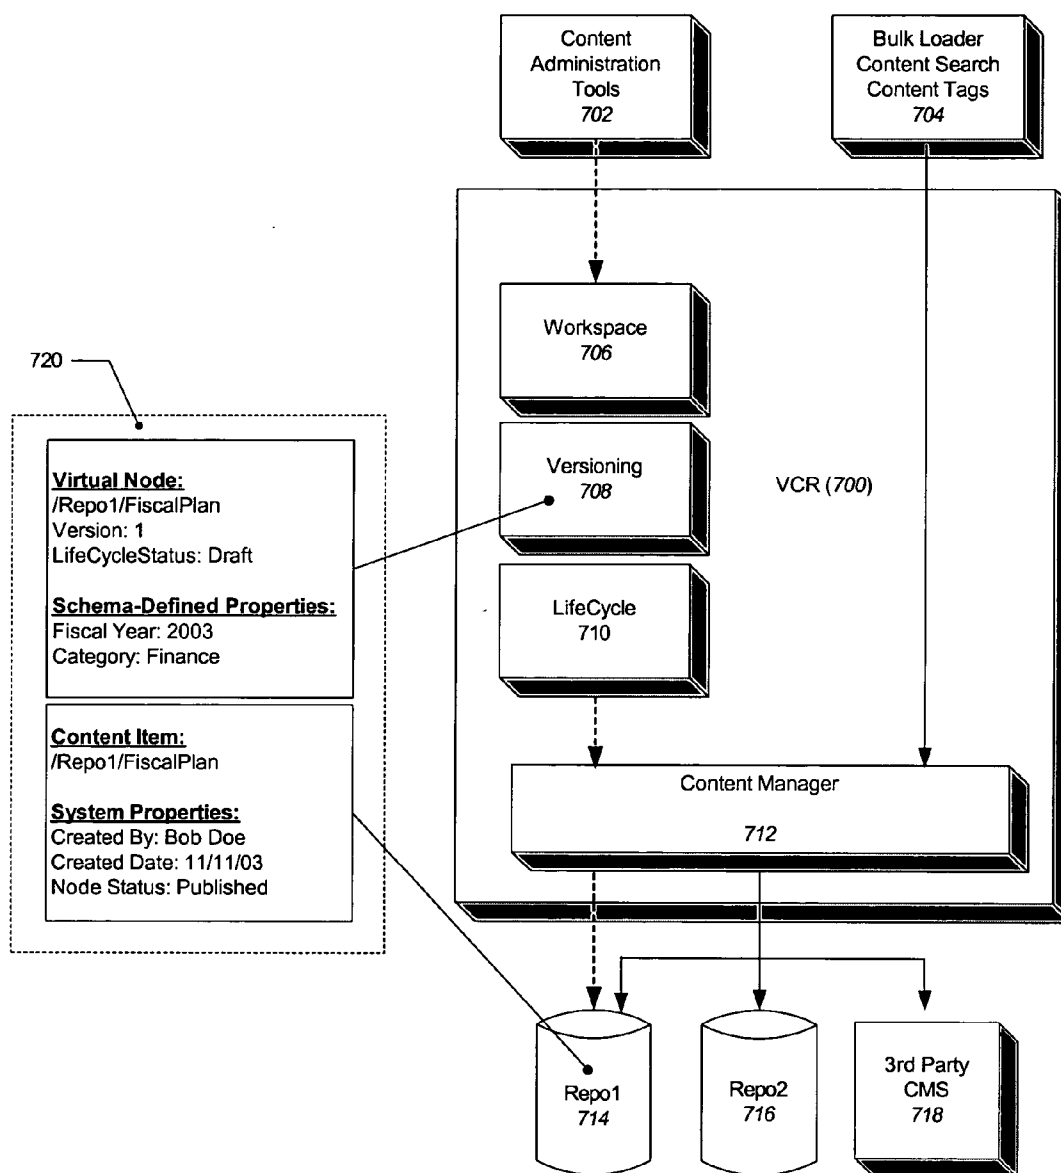 Content
Administration
Tools
702
Bulk Loader
Content Search
Content Tags
704
Workspace
706
720
Versioning
708
VCR (700)
Virtual Node:
/Repo1/FiscalPlan
Version: 1
LifeCycleStatus: Draft
Schema-Defined Properties:
Fiscal Year: 2003
Category: Finance
LifeCycle
710
Content Item:
/Repo1/FiscalPlan
System Properties:
Created By: Bob Doe
Created Date: 11/11/03
Node Status: Published
Content Manager
712
Repo1
714
Repo2
716
3rd Party
CMS
718